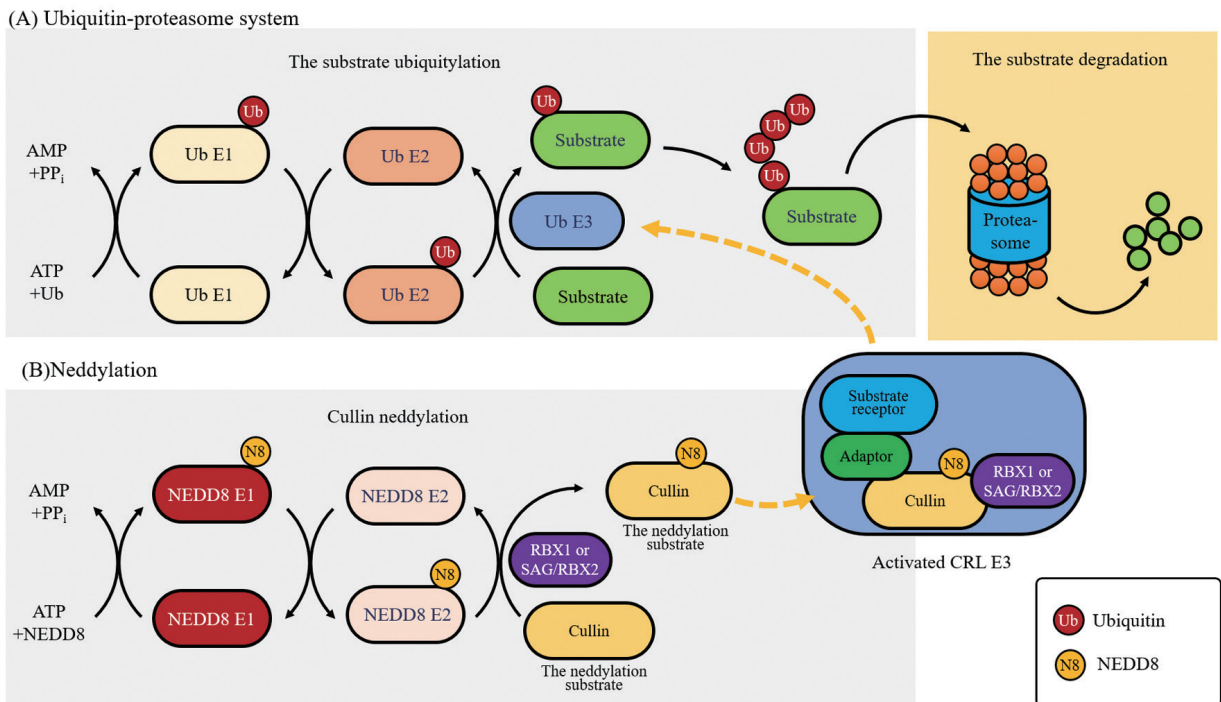 (A) Ubiquitin-proteasome system
The substrate ubiquitylation
The substrate degradation
Ub
Ub E1
AMP
+PPi
ATP
+Ub
Ub E1
Ub E2
Ub
Ub E2
Ub
Substrate
Ub E3
Substrate
Ub
Ub
Ub
Ub
Substrate
Protea-
some
(B)Neddylation
Cullin neddylation
N8
NEDD8 E1
AMP
+PPi
ATP
+NEDD8
NEDD8 E1
NEDD8 E2
N8
NEDD8 E2
RBX1 or
SAG/RBX2
Cullin
The neddylation
substrate
N8
Cullin
The neddylation
substrate
Substrate
receptor
Adaptor
N8
Cullin
RBX1 or
SAG/RBX2
Activated CRL E3
Ub Ubiquitin
N8 NEDD8